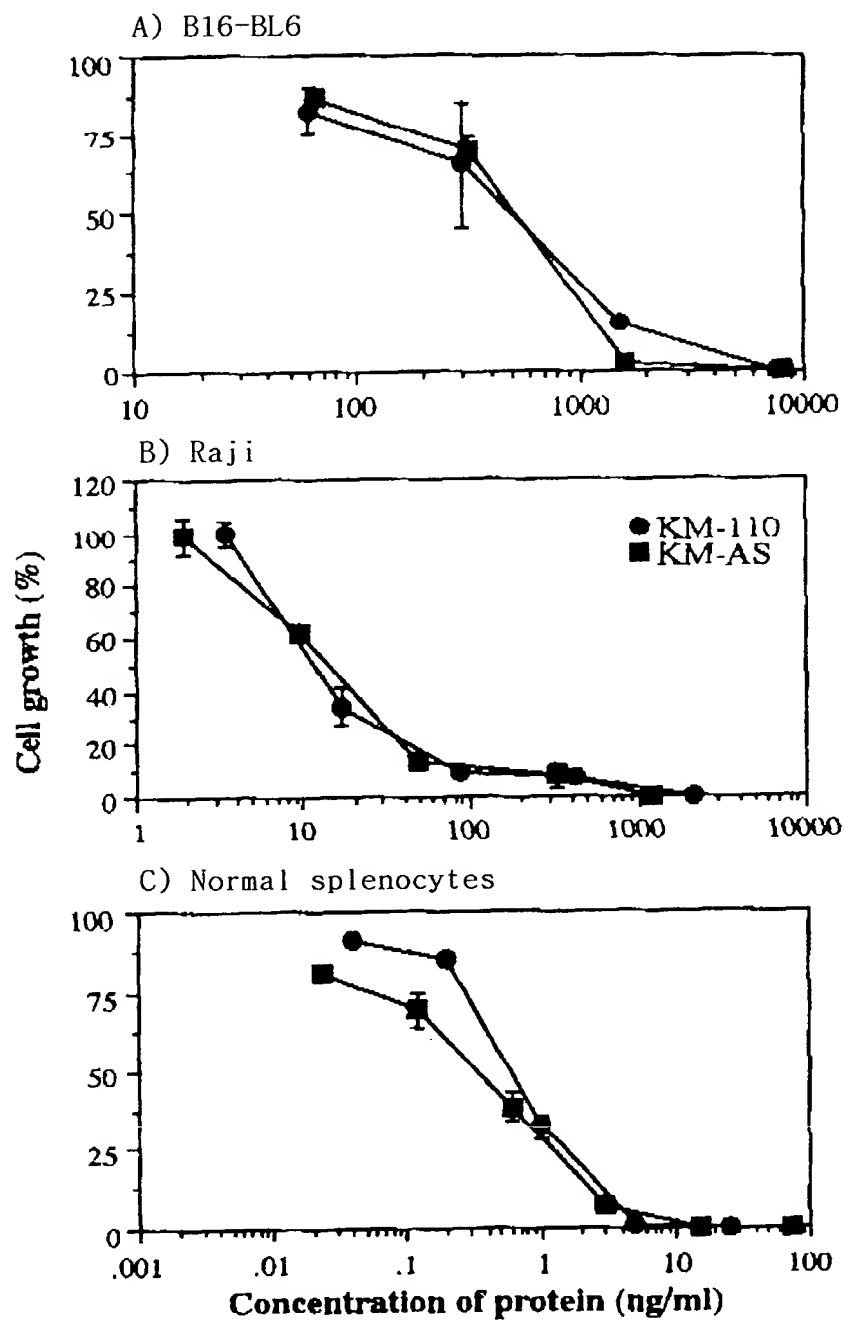 A) B16-BL6
100
75
50
25
0
10 100 1000 10000
B) Raji
120
100
80
60
40
20
0
KM-110
KM-AS
Cell growth (%)
1 10 100 1000 10000
C) Normal splenocytes
100
75
50
25
0
.001 .01 .1 1 10 100
Concentration of protein (ng/ml)